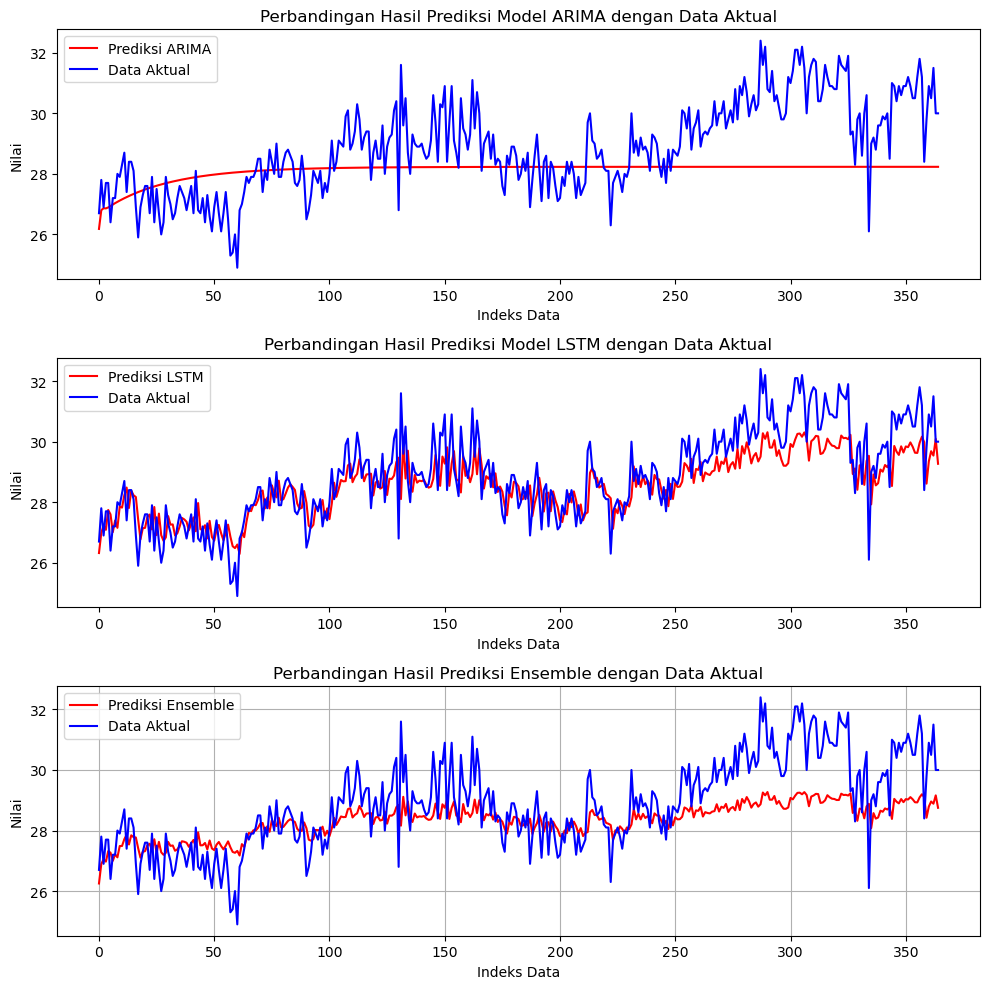 Perbandingan Hasil Prediksi Model ARIMA dengan Data Aktual
Prediksi ARIMA
Data Aktual
Nilai
32
30
28
26
0 50 100 150 200 250 300 350
Indeks Data
Perbandingan Hasil Prediksi Model LSTM dengan Data Aktual
Prediksi LSTM
Data Aktual
Nilai
32
30
28
26
0 50 100 150 200 250 300 350
Indeks Data
Perbandingan Hasil Prediksi Ensemble dengan Data Aktual
Prediksi Ensemble
Data Aktual
Nilai
32
30
28
26
0 50 100 150 200 250 300 350
Indeks Data